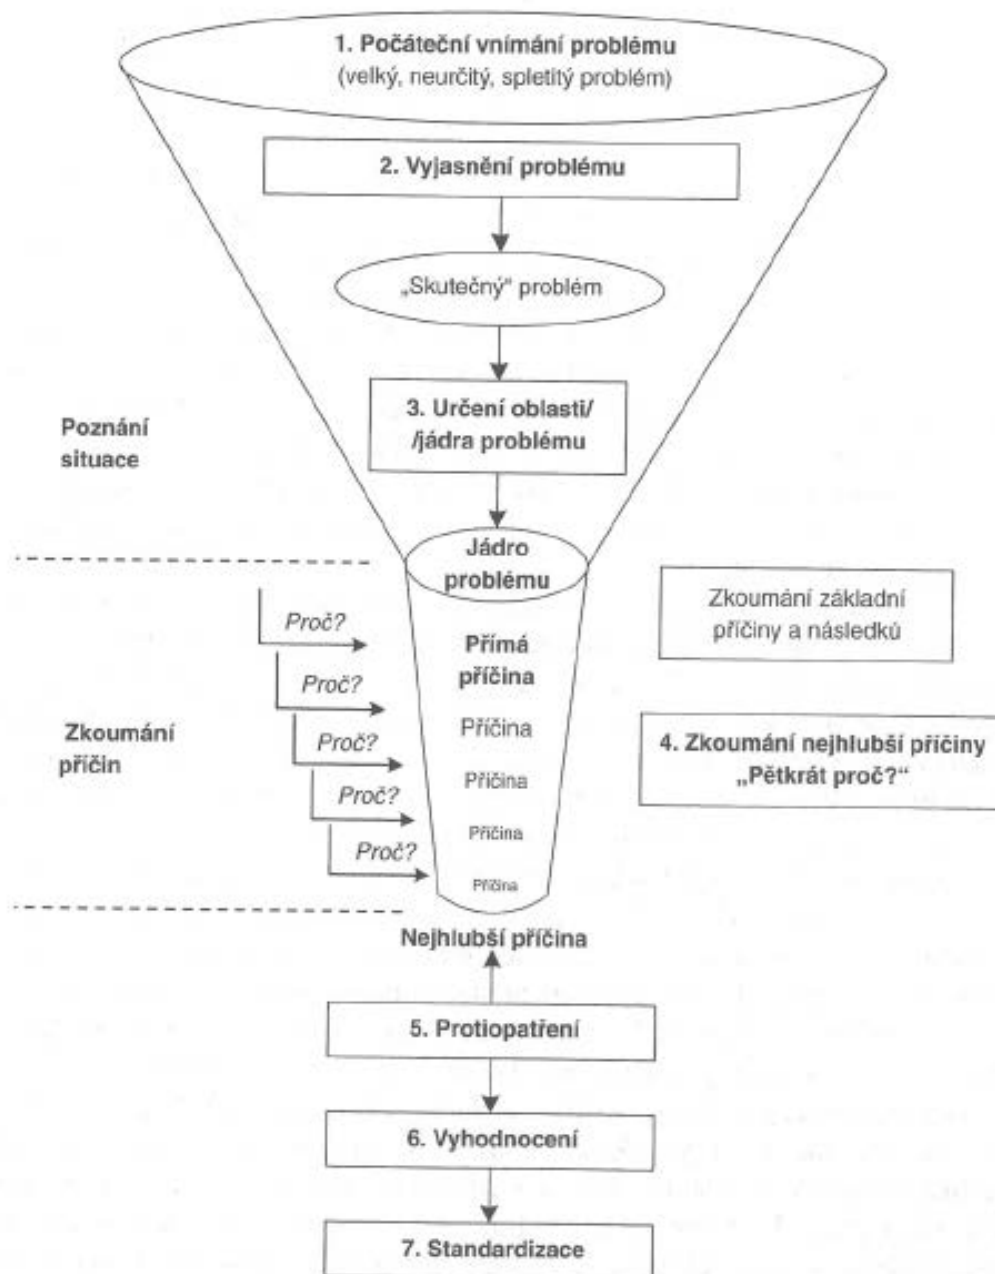 1. Počáteční vnímání problému
(velký, neurčitý, spletitý problém)
2. Vyjasnění problému
„Skutečný“ problém
3. Určení oblasti/
/jádra problému
Poznání
situace
Jádro
problému
Zkoumání základní
příčiny a následků
Proč?
Přímá
příčina
Proč?
Příčina
Zkoumání
příčin
Proč?
Příčina
4. Zkoumání nejhlubší příčiny
„Pětkrát proč?“
Proč?
Příčina
Proč?
Příčina
Nejhlubší příčina
5. Protiopatření
6. Vyhodnocení
7. Standardizace